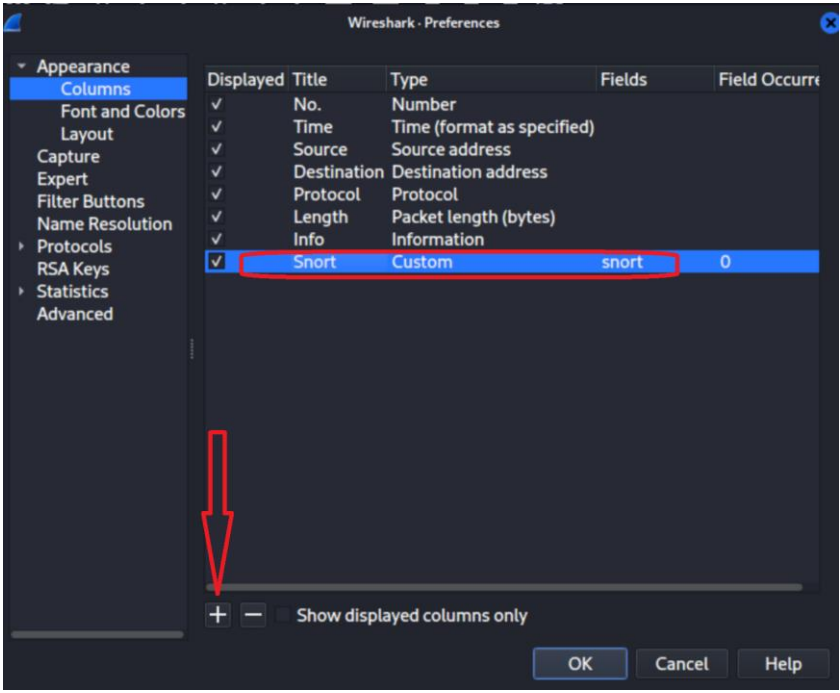 Wireshark · Preferences
Appearance
Columns
Font and Colors
Layout
Capture
Expert
Filter Buttons
Name Resolution
Protocols
RSA Keys
Statistics
Advanced
Displayed Title Type Fields Field Occurre
No. Number
Time Time (format as specified)
Source Source address
Destination Destination address
Protocol Protocol
Length Packet length (bytes)
Info Information
Snort Custom snort 0
Show displayed columns only
OK Cancel Help